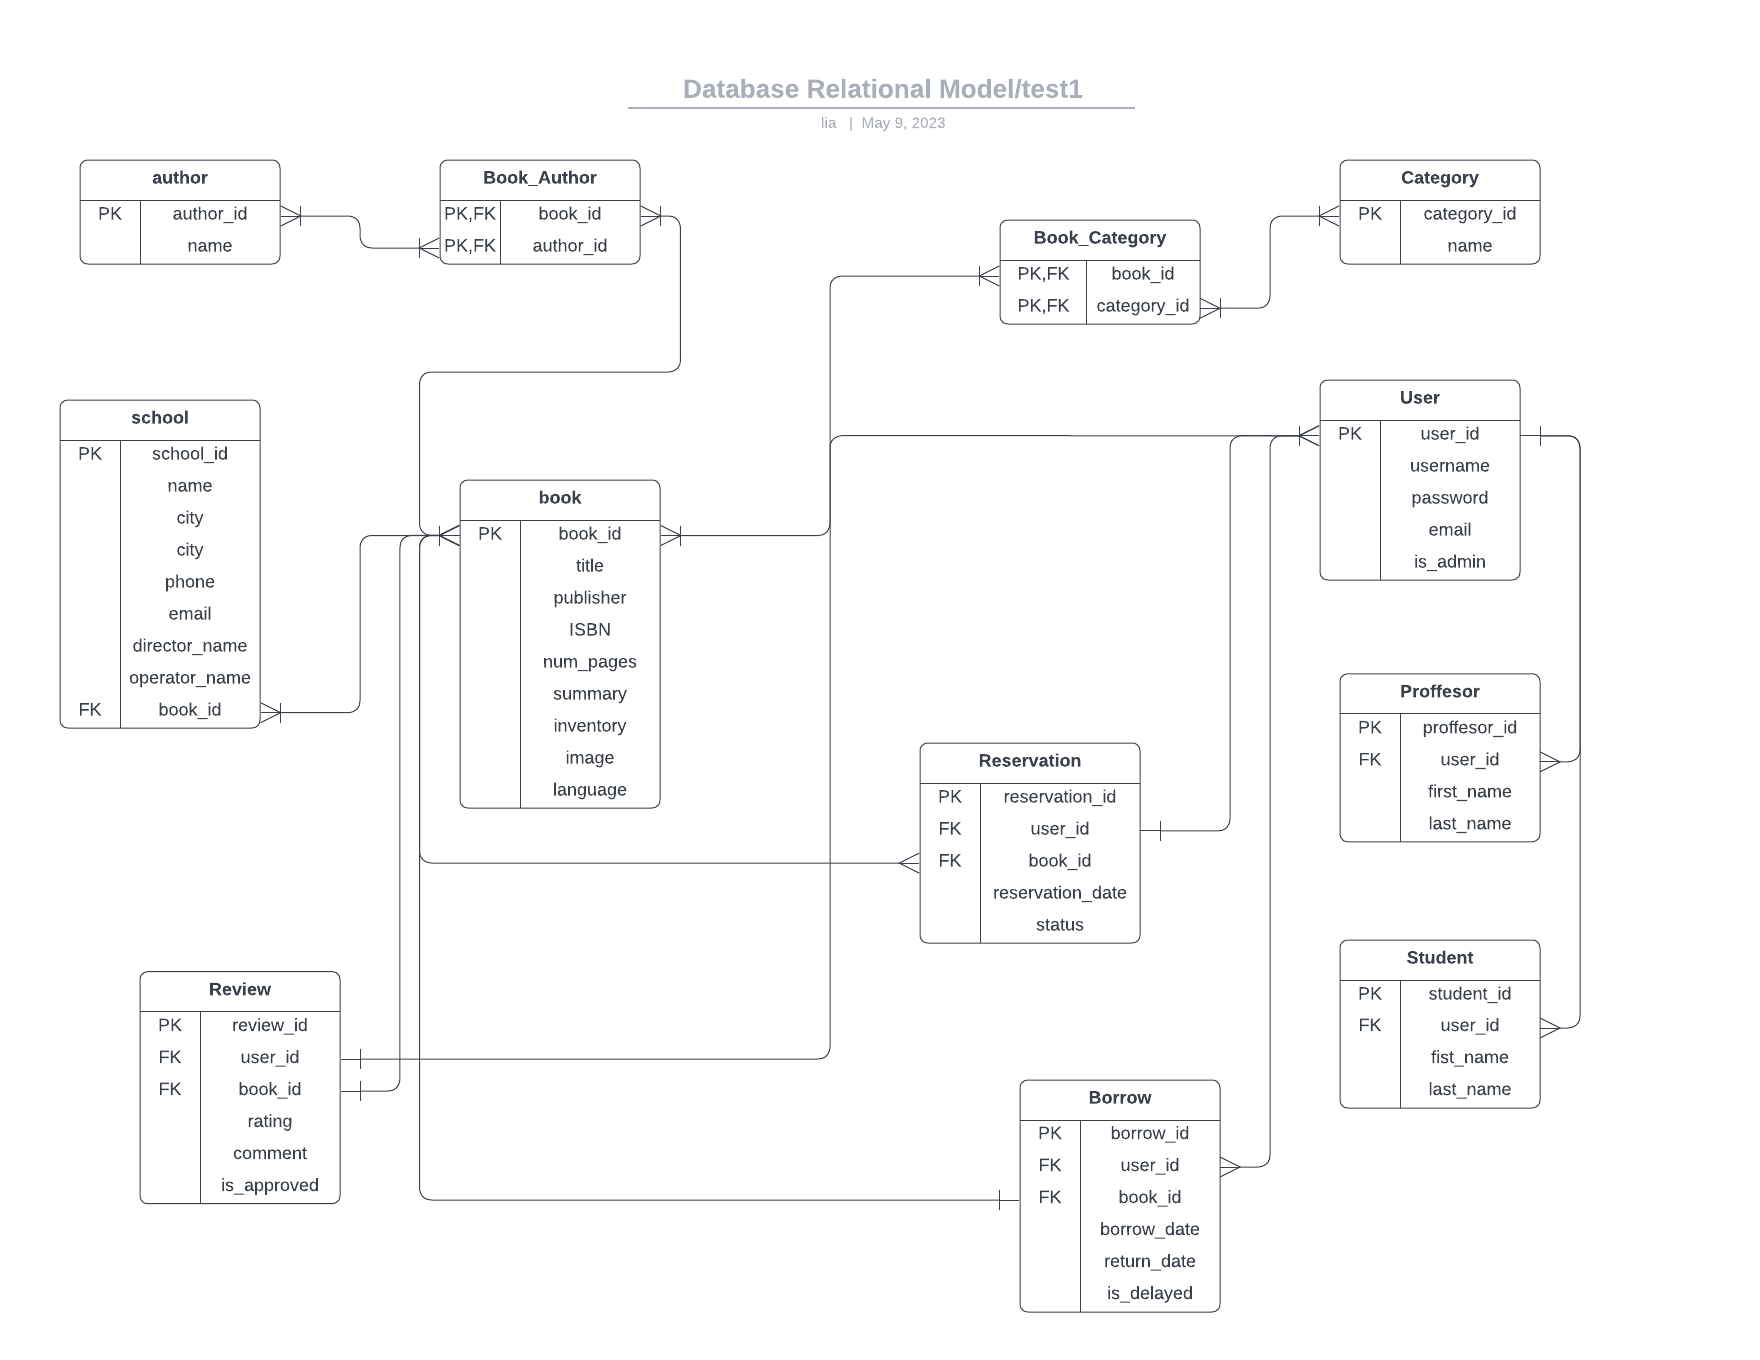 Database Relational Model/test1
lia | May 9, 2023
author
PK author_id
name
Book_Author
PK,FK book_id
PK,FK author_id
Book_Category
PK,FK book_id
PK,FK category_id
Category
PK category_id
name
school
PK school_id
name
city
city
phone
email
director_name
operator_name
FK book_id
book
PK book_id
title
publisher
ISBN
num_pages
summary
inventory
image
language
User
PK user_id
username
password
email
is_admin
Proffesor
PK proffesor_id
FK user_id
first_name
last_name
Reservation
PK reservation_id
FK user_id
FK book_id
reservation_date
status
Student
PK student_id
FK user_id
fist_name
last_name
Review
PK review_id
FK user_id
FK book_id
rating
comment
is_approved
Borrow
PK borrow_id
FK user_id
FK book_id
borrow_date
return_date
is_delayed